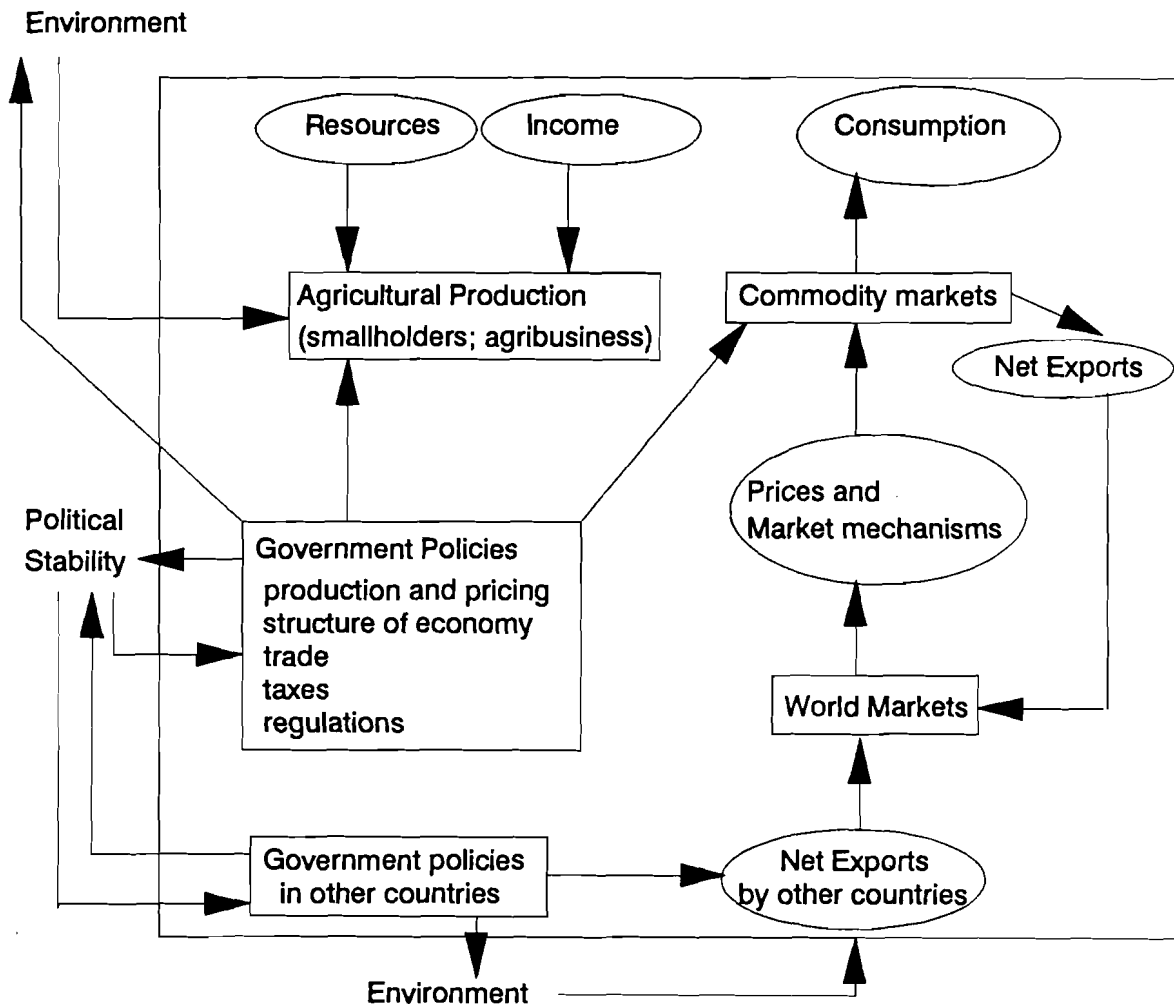 Environment
Resources
Income
Consumption
Agricultural Production
(smallholders; agribusiness)
Commodity markets
Net Exports
Prices and
Market mechanisms
Political
Stability
Government Policies
production and pricing
structure of economy
trade
taxes
regulations
World Markets
Government policies
in other countries
Net Exports
by other countries
Environment